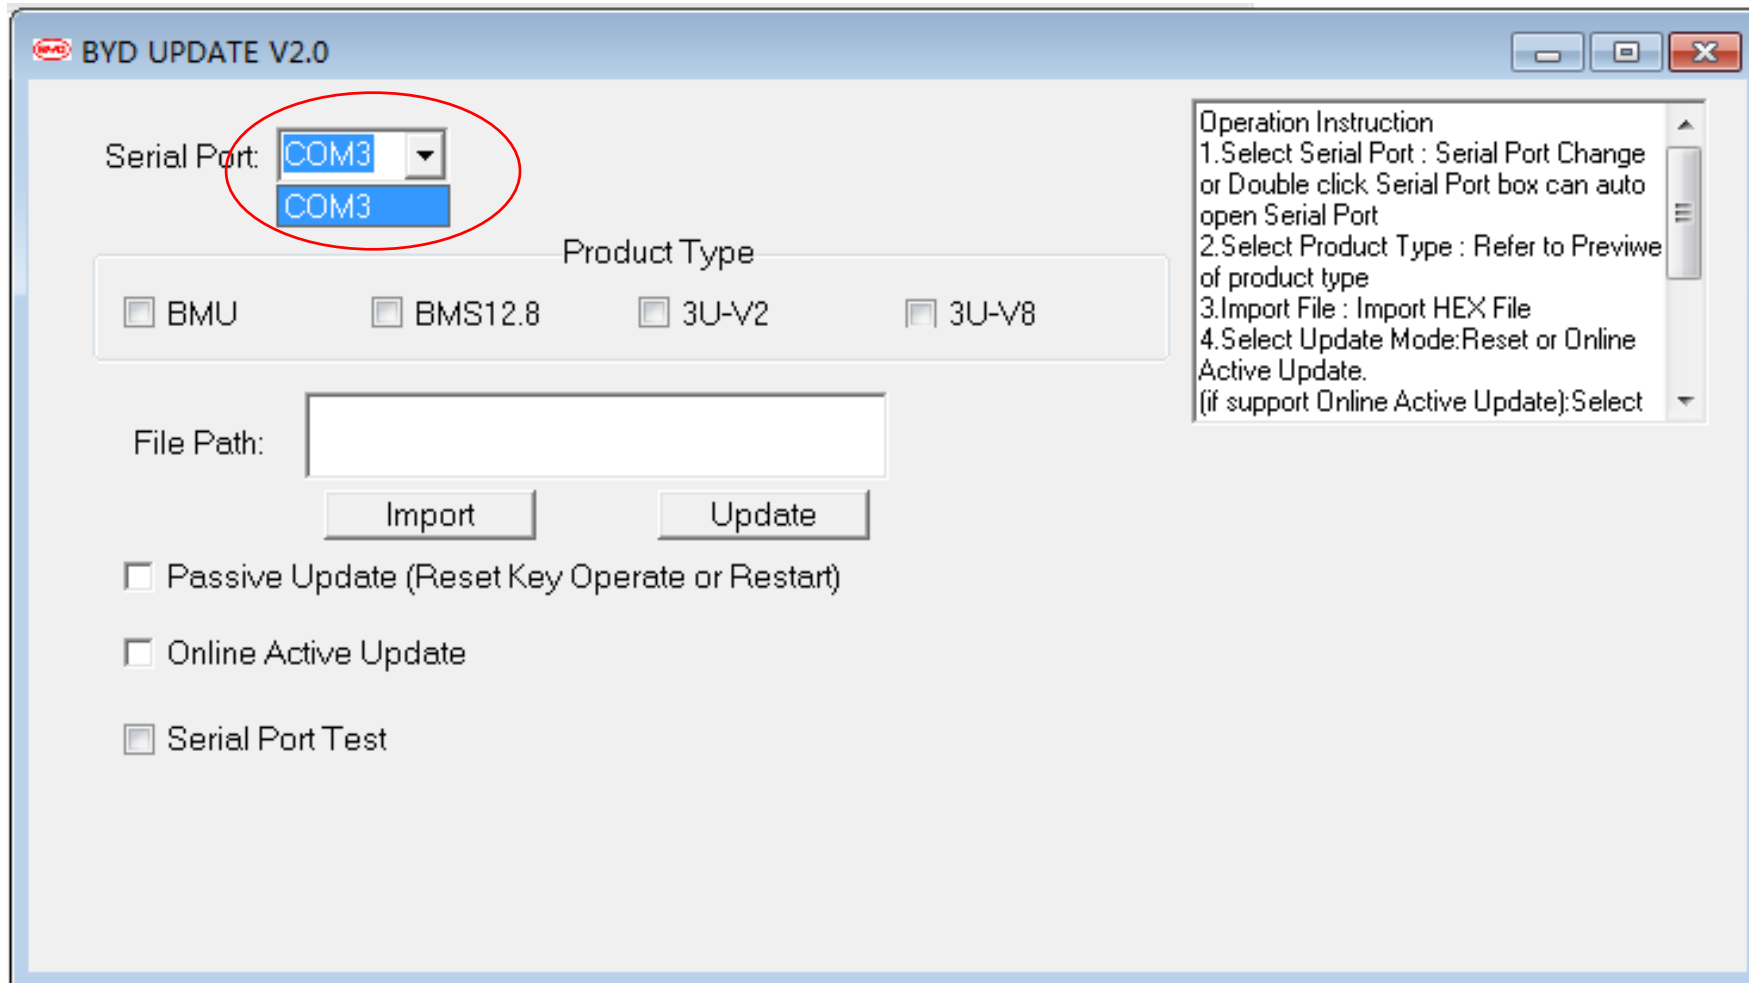 BYD UPDATE V2.0
Serial Port:
COM3
COM3
Product Type
BMU
BMS12.8
3U-V2
3U-V8
File Path:
Import
Update
Passive Update (Reset Key Operate or Restart)
Online Active Update
Serial Port Test
Operation Instruction
1.Select Serial Port : Serial Port Change
or Double click Serial Port box can auto
open Serial Port
2.Select Product Type : Refer to Previwe
of product type
3.Import File : Import HEX File
4.Select Update Mode:Reset or Online
Active Update.
(if support Online Active Update):Select